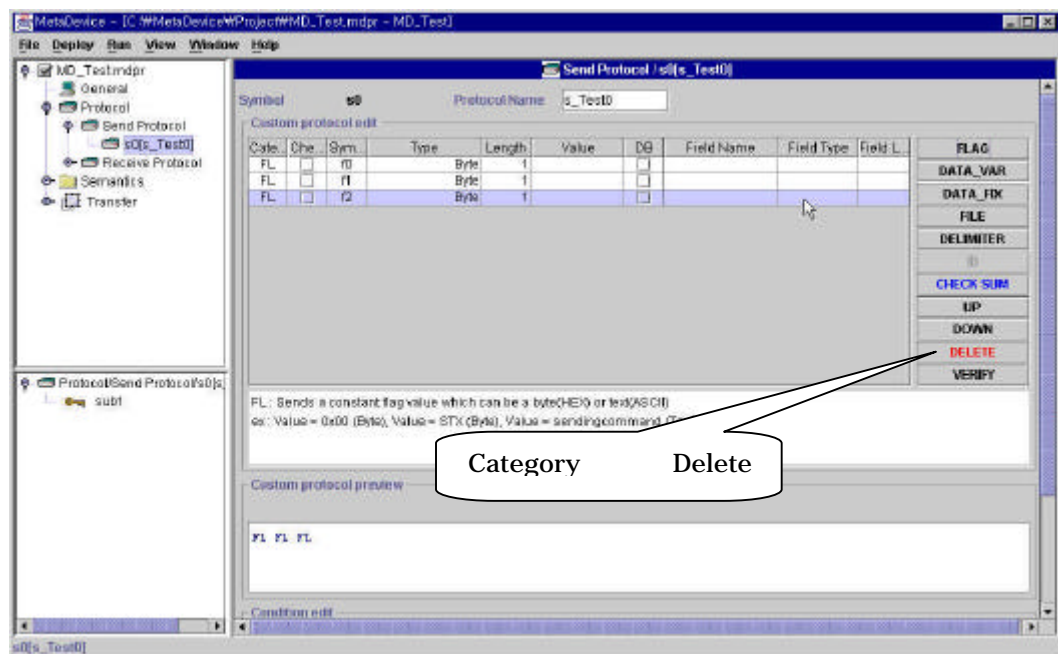 MetaDevice - [C:₩MetaDevice₩Project₩MD_Test.mdpr - MD_Test]
File Deploy Run View Window Help
MD_Test.mdpr
General
Protocol
Send Protocol
s0[s_Test0]
Receive Protocol
Semantics
Transfer
Send Protocol / s0[s_Test0]
Symbol s0 Protocol Name s_Test0
Custom protocol edit
Cate... Che... Sym... Type Length Value DB Field Name Field Type Field L...
FL f0 Byte 1
FL f1 Byte 1
FL f2 Byte 1
FLAG
DATA_VAR
DATA_FIX
FILE
DELIMITER
ID
CHECK SUM
UP
DOWN
DELETE
VERIFY
Protocol/Send Protocol/s0[s_
sub1
FL : Sends a constant flag value which can be a byte(HEX) or text(ASCII)
ex : Value = 0x00 (Byte), Value = STX (Byte), Value = sendingcommand
Category Delete
Custom protocol preview
FL FL FL
Condition edit
s0[s_Test0]